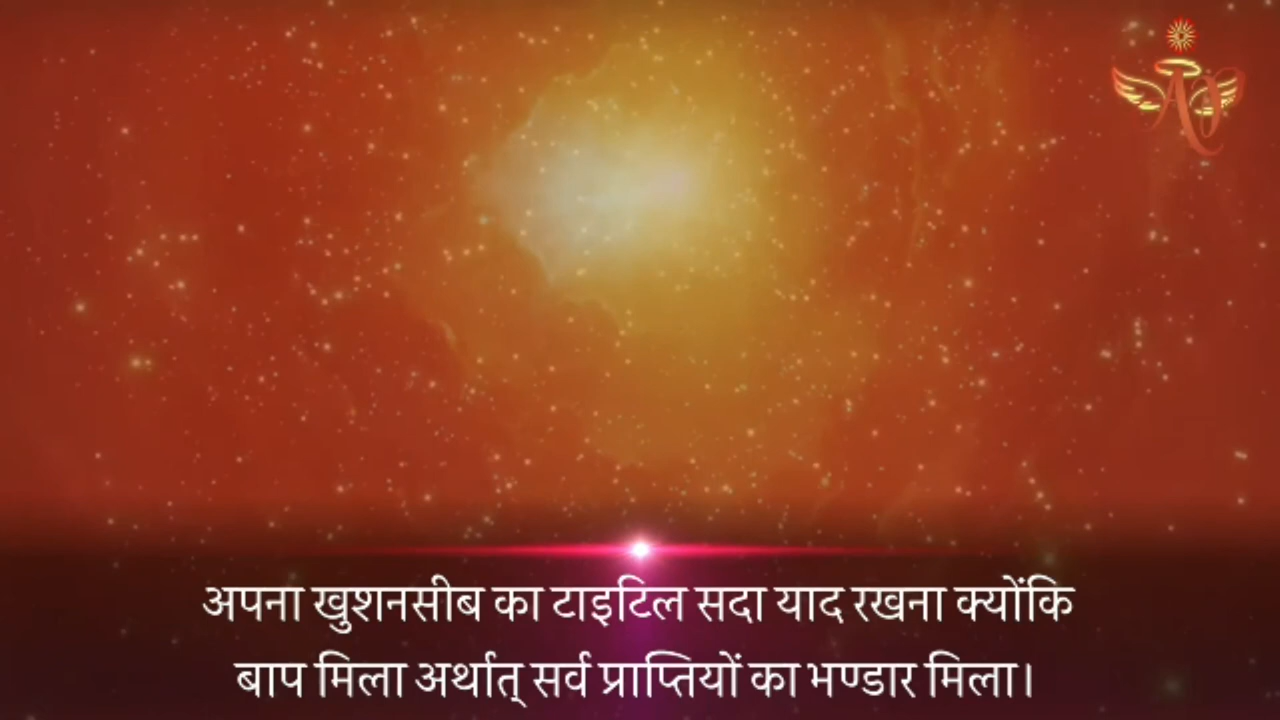 अपना खुशनसीब का टाइटिल सदा याद रखना क्योंकि
बाप मिला अर्थात् सर्व प्राप्तियों का भण्डार मिला।